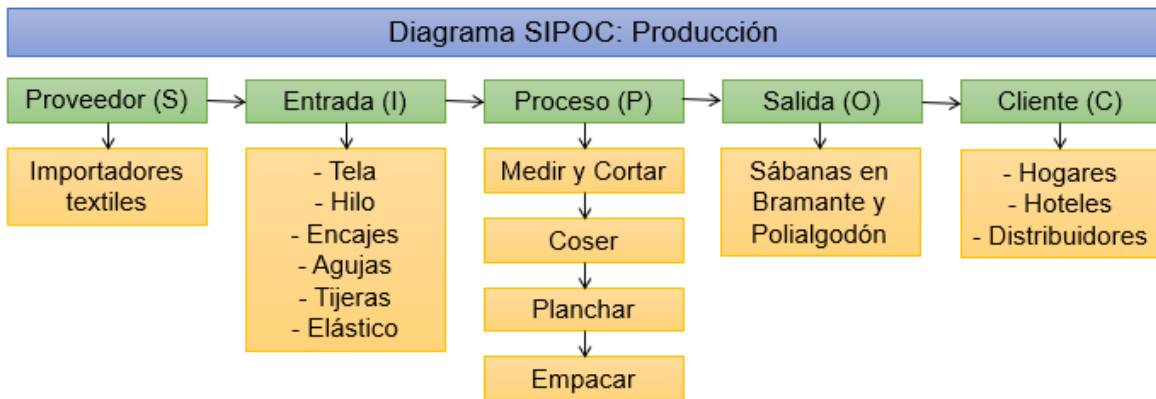 Diagrama SIPOC: Producción
Proveedor (S)
Importadores
textiles
Entrada (I)
- Tela
- Hilo
- Encajes
- Agujas
- Tijeras
- Elástico
Proceso (P)
Medir y Cortar
Coser
Planchar
Empacar
Salida (O)
Sábanas en
Bramante y
Polialgodón
Cliente (C)
- Hogares
- Hoteles
- Distribuidores